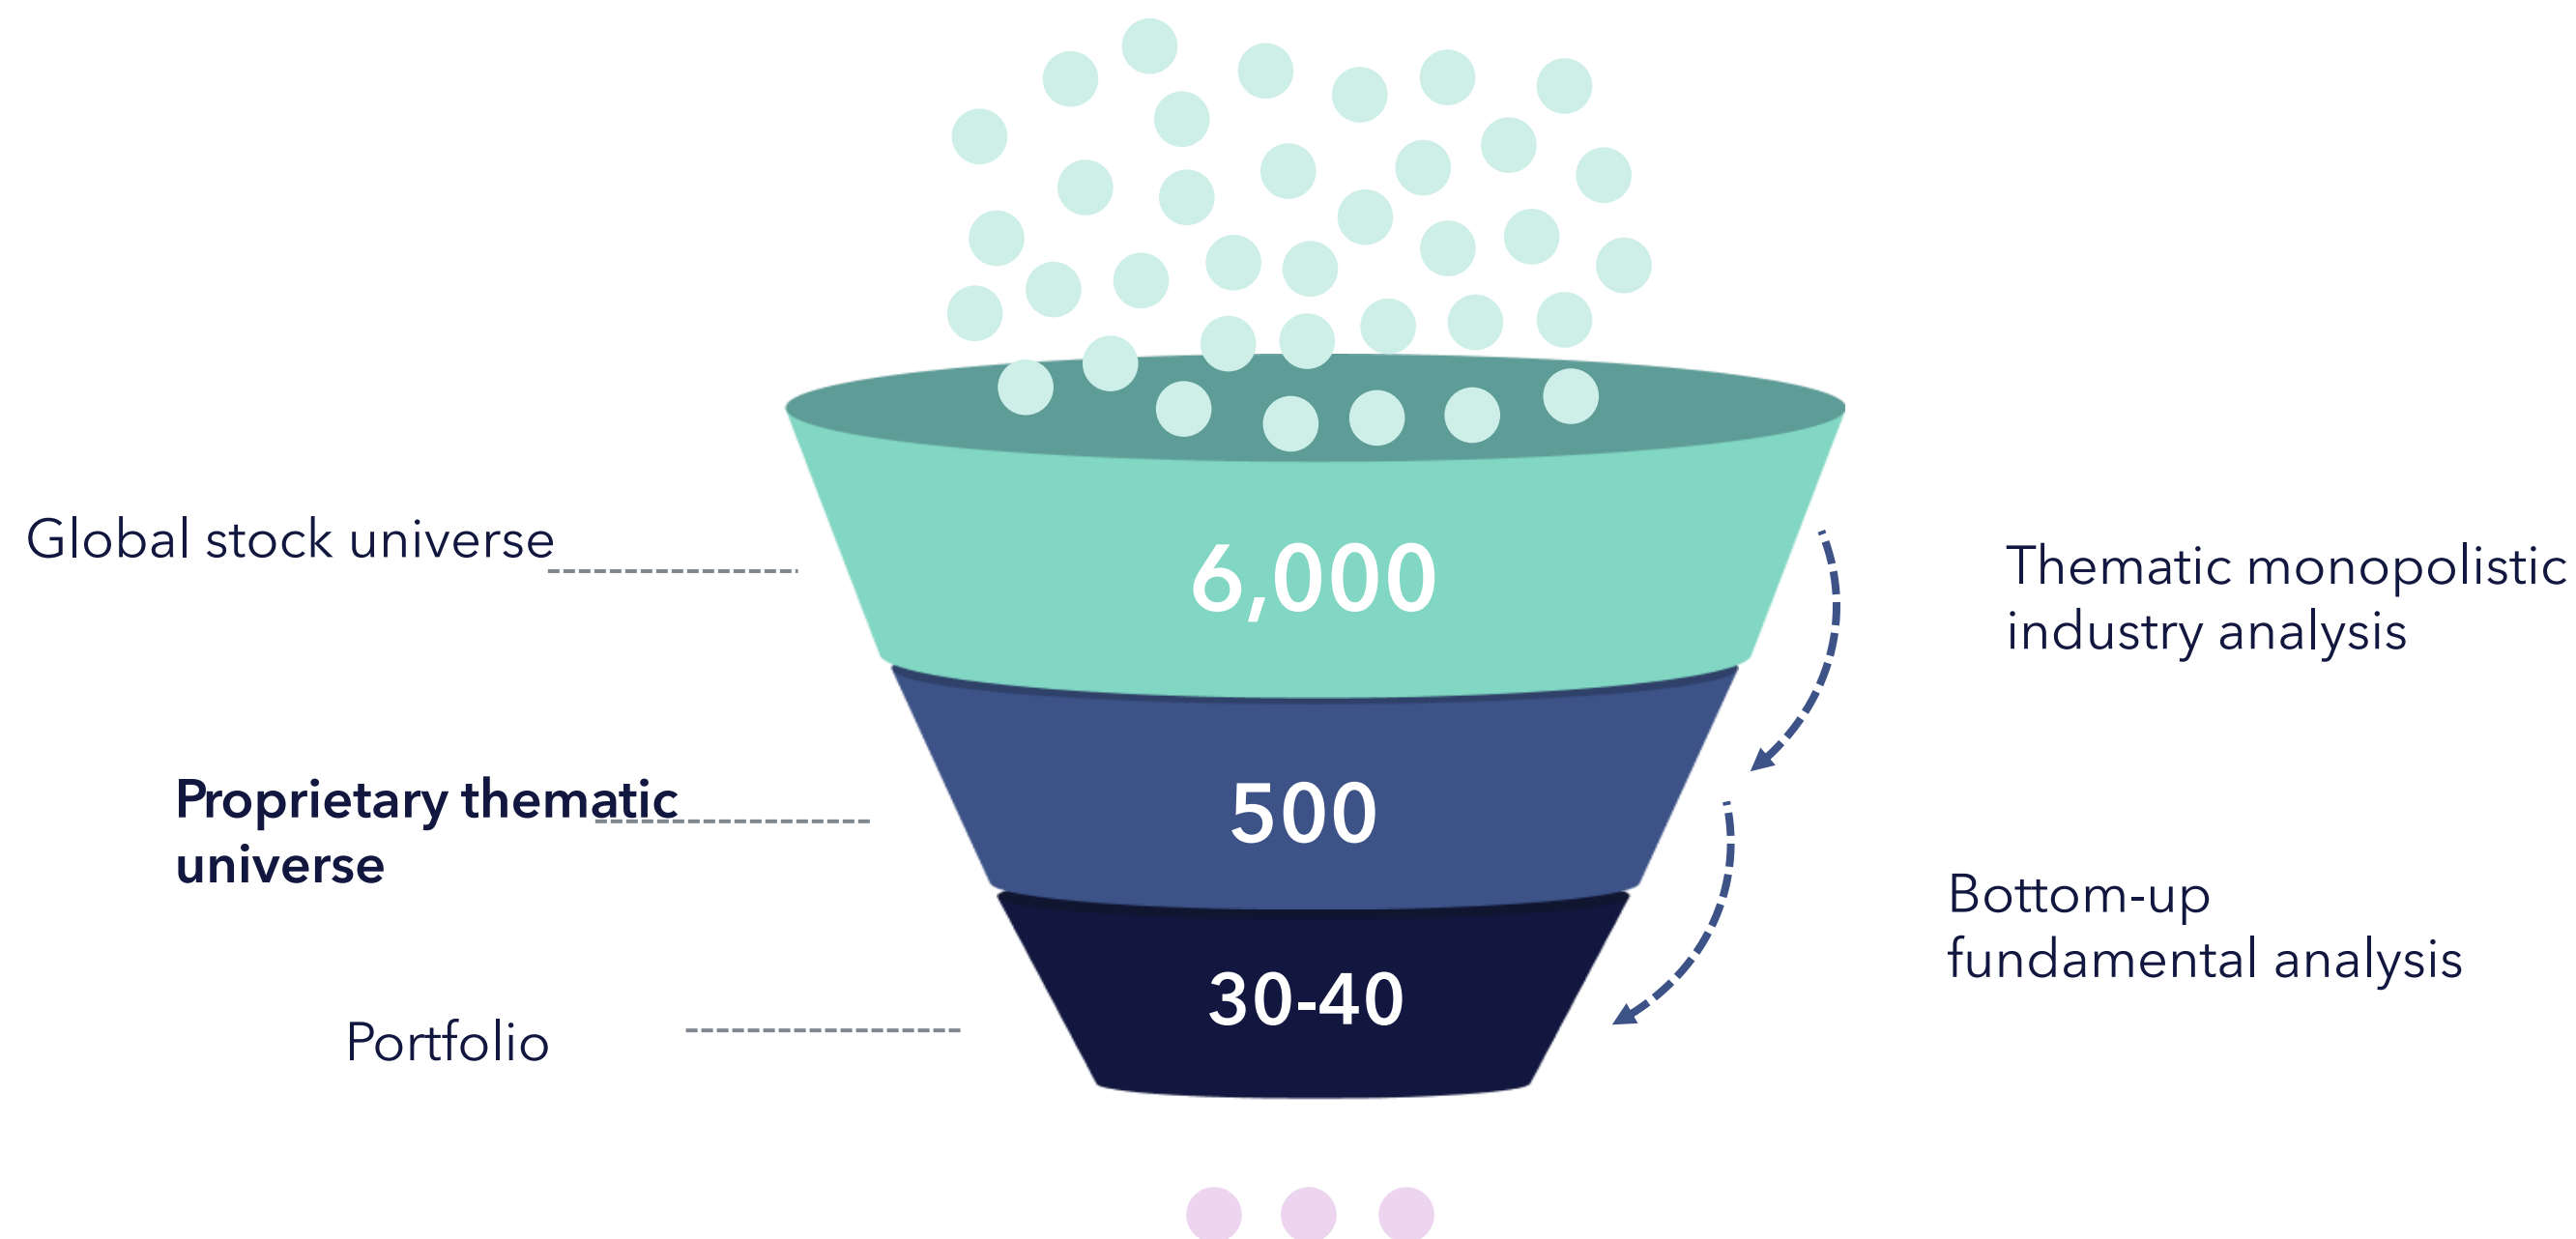 Global stock universe
6,000
Thematic monopolistic
industry analysis
Proprietary thematic
universe
500
Bottom-up
fundamental analysis
Portfolio
30-40